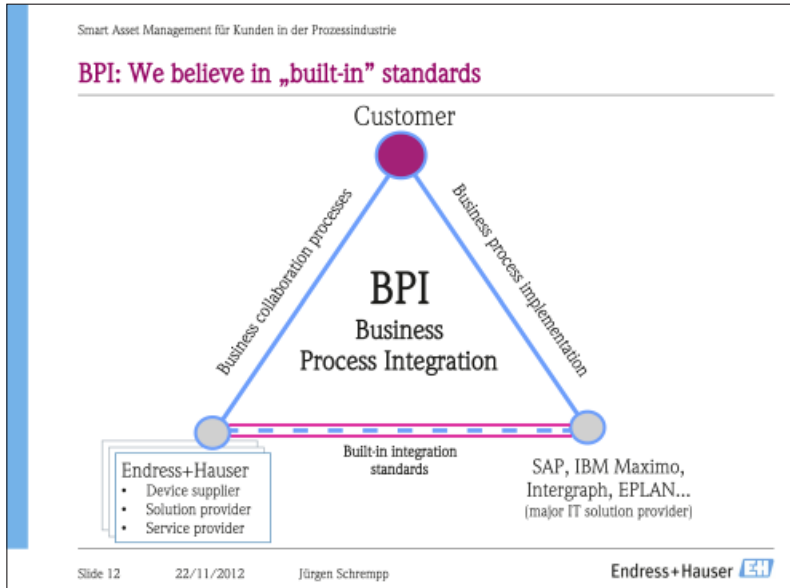 Smart Asset Management für Kunden in der Prozessindustrie
BPI: We believe in „built-in” standards
Customer
Business collaboration processes
Business process implementation
BPI
Business
Process Integration
Built-in integration
standards
Endress+Hauser
• Device supplier
• Solution provider
• Service provider
SAP, IBM Maximo,
Intergraph, EPLAN...
(major IT solution provider)
Slide 12 22/11/2012 Jürgen Schrempp
Endress+Hauser EH